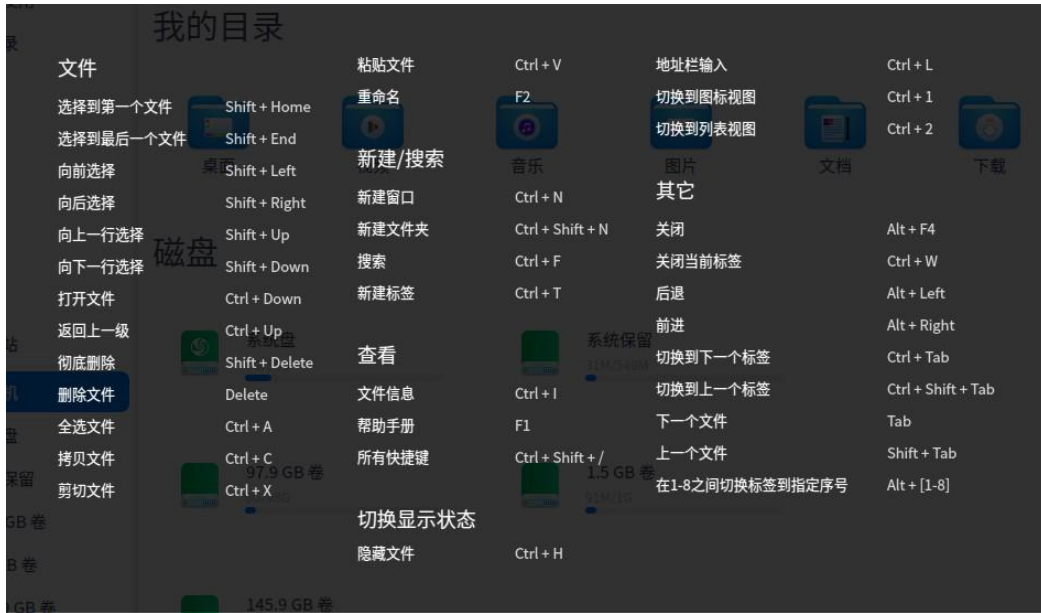 我的目录
文件
选择到第一个文件 Shift + Home
选择到最后一个文件 Shift + End
向前选择 Shift + Left
向后选择 Shift + Right
向上一行选择 Shift + Up
向下一行选择 Shift + Down
打开文件 Ctrl + Down
返回上一级 Ctrl + Up
彻底删除 Shift + Delete
删除文件 Delete
全选文件 Ctrl + A
拷贝文件 Ctrl + C
剪切文件 Ctrl + X
粘贴文件 Ctrl + V
重命名 F2
新建/搜索
新建窗口 Ctrl + N
新建文件夹 Ctrl + Shift + N
搜索 Ctrl + F
新建标签 Ctrl + T
查看
文件信息 Ctrl + I
帮助手册 F1
所有快捷键 Ctrl + Shift + /
切换显示状态
隐藏文件 Ctrl + H
地址栏输入 Ctrl + L
切换到图标视图 Ctrl + 1
切换到列表视图 Ctrl + 2
其它
关闭 Alt + F4
关闭当前标签 Ctrl + W
后退 Alt + Left
前进 Alt + Right
切换到下一个标签 Ctrl + Tab
切换到上一个标签 Ctrl + Shift + Tab
下一个文件 Tab
上一个文件 Shift + Tab
在1-8之间切换标签到指定序号 Alt + [1-8]
桌面
音乐
图片
文档
下载
磁盘
系统盘
系统保留
97.9 GB 卷
1.5 GB 卷
145.9 GB 卷